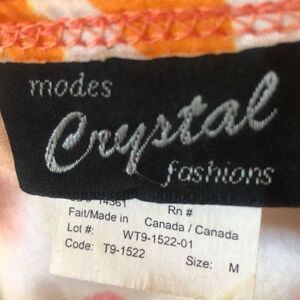 modes
Crystal
fashions
14361 Rn #
Fait/Made in Canada / Canada
Lot #: WT9-1522-01
Code: T9-1522 Size: M